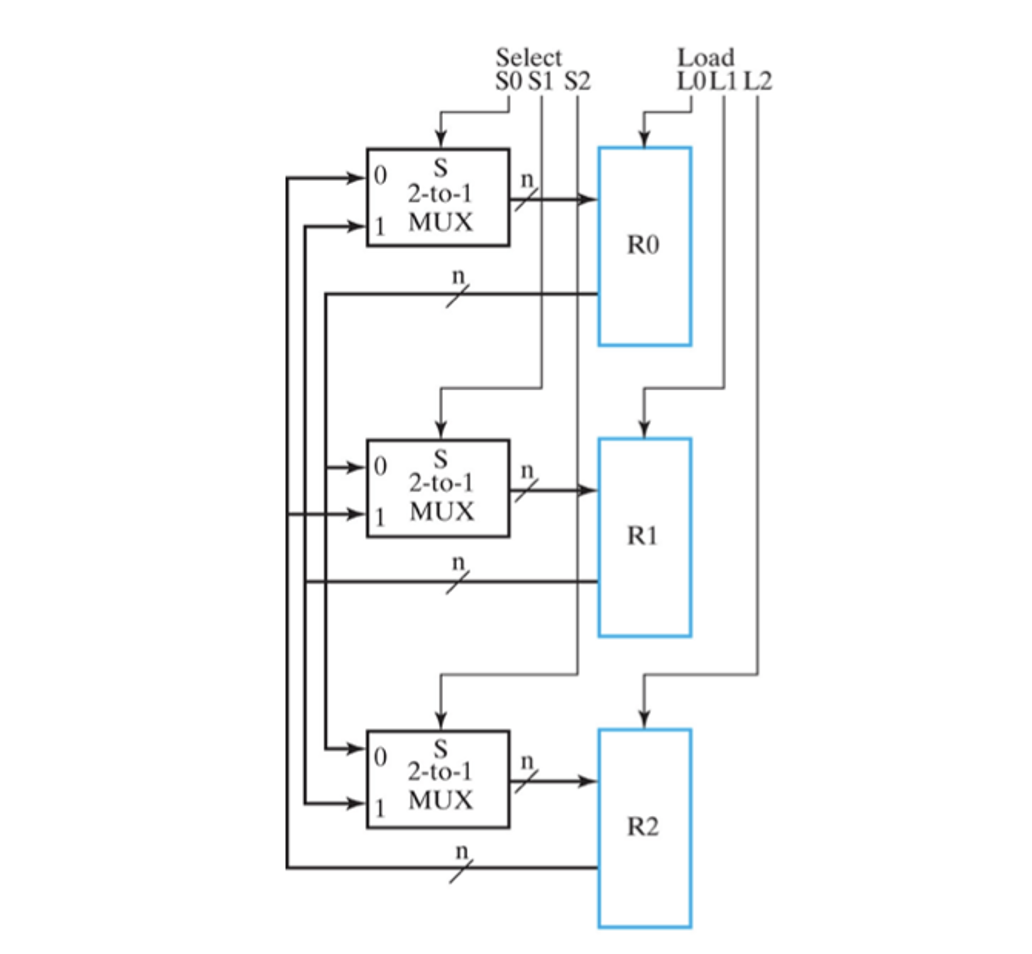 Select Load
S0 S1 S2 L0 L1 L2
S
0 2-to-1
1 MUX
n
R0
n
S
0 2-to-1
1 MUX
n
R1
n
S
0 2-to-1
1 MUX
n
R2
n